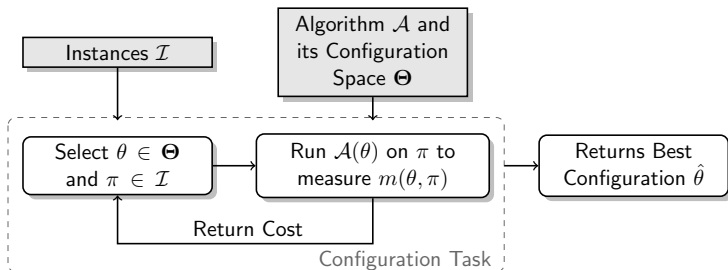 Instances 𝓘
Algorithm 𝒜 and
its Configuration
Space Θ
Select θ ∈ Θ
and π ∈ 𝓘
Run 𝒜(θ) on π to
measure m(θ, π)
Returns Best
Configuration θ̂
Return Cost
Configuration Task